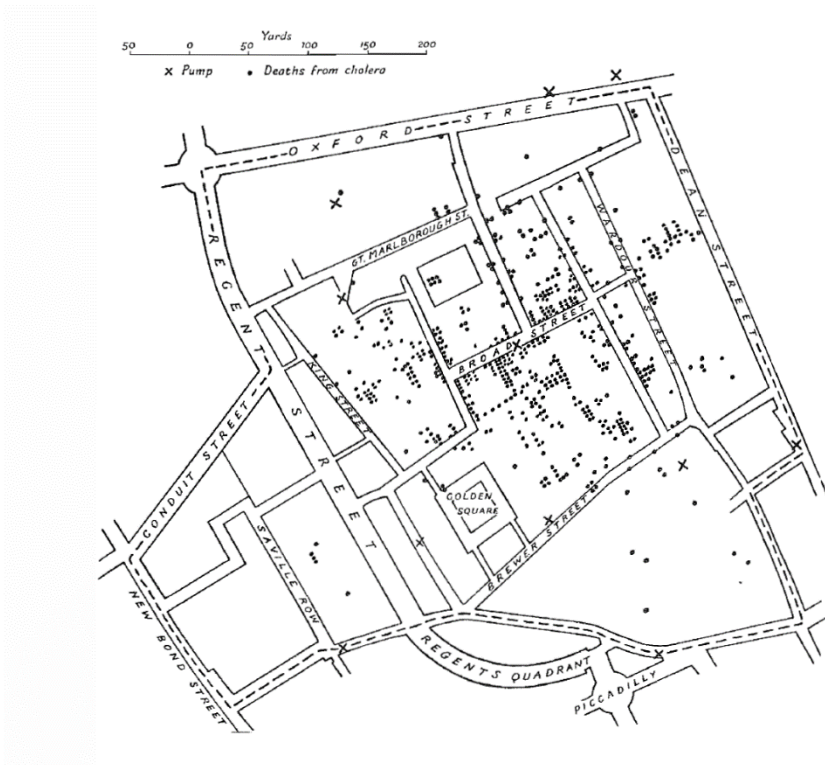 Yards
50 0 50 100 150 200
x Pump • Deaths from cholera
OXFORD STREET
DEAN STREET
REGENT STREET
GT. MARLBOROUGH ST.
WARDOUR STREET
BROAD STREET
KING STREET
CONDUIT STREET
GOLDEN
SQUARE
BREWER STREET
SAVILLE ROW
NEW BOND STREET
REGENTS QUADRANT
PICCADILLY